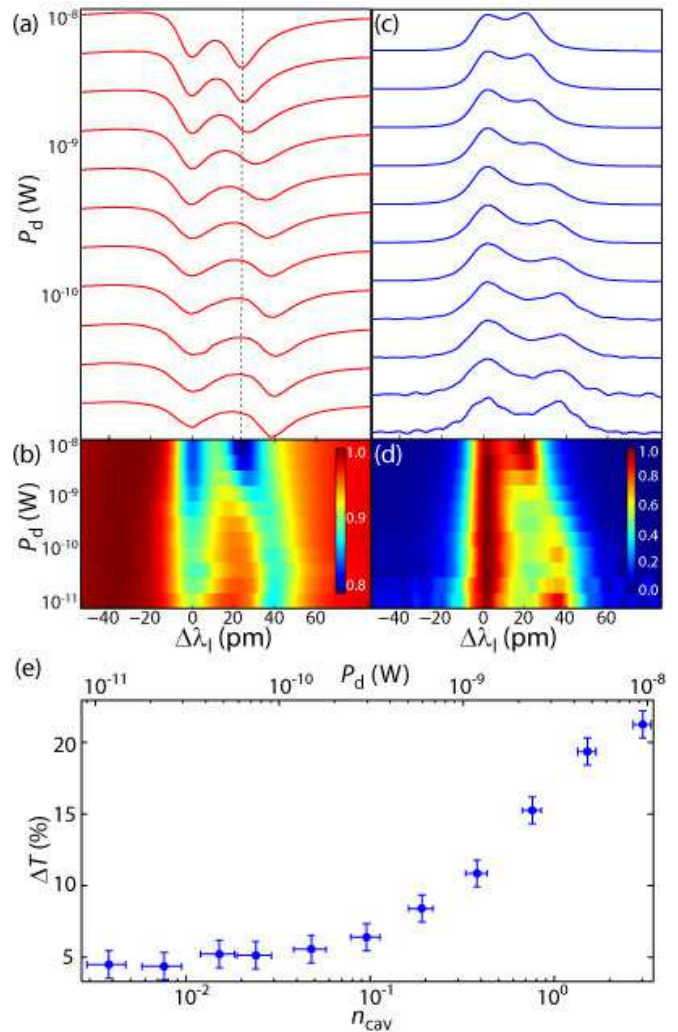 (a)
(c)
10⁻⁸
10⁻⁹
10⁻¹⁰
P_d (W)
(b)
(d)
10⁻⁸
10⁻⁹
10⁻¹⁰
10⁻¹¹
P_d (W)
1.0
0.9
0.8
1.0
0.8
0.6
0.4
0.2
0.0
−40 −20 0 20 40 60
−40 −20 0 20 40 60
Δλ_l (pm)
Δλ_l (pm)
(e)
P_d (W)
10⁻¹¹ 10⁻¹⁰ 10⁻⁹ 10⁻⁸
20
15
10
5
ΔT (%)
10⁻² 10⁻¹ 10⁰
n_cav